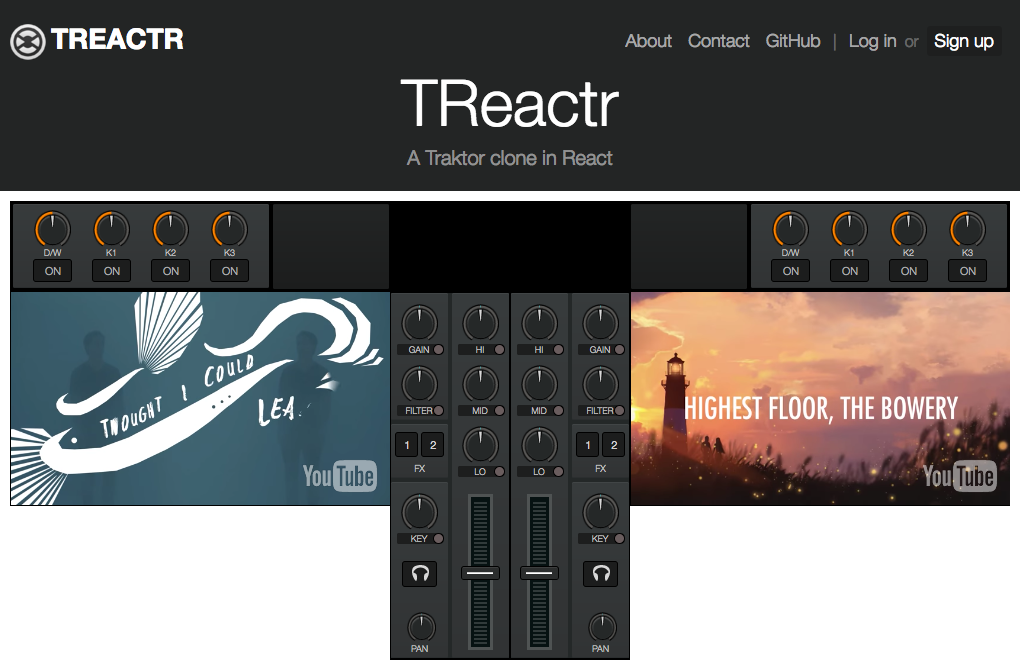 TREACTR
About Contact GitHub | Log in or Sign up
TReactr
A Traktor clone in React
D/W K1 K2 K3
ON ON ON ON
D/W K1 K2 K3
ON ON ON ON
THOUGHT I COULD
LEA
YouTube
GAIN HI HI GAIN
FILTER MID MID FILTER
1 2
LO LO
1 2
FX FX
KEY KEY
PAN PAN
HIGHEST FLOOR, THE BOWERY
YouTube